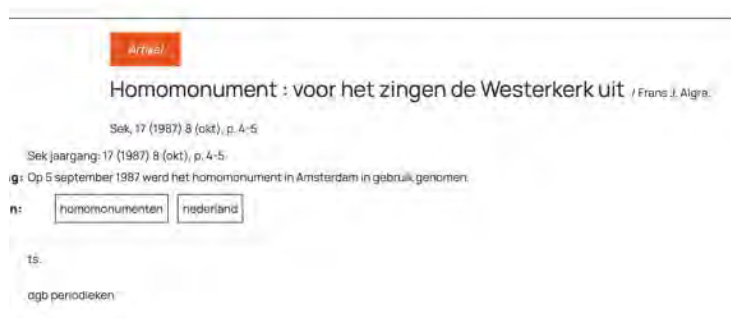 Artikel
Homomonument : voor het zingen de Westerkerk uit / Frans J. Algra.
Sek, 17 (1987) 8 (okt), p. 4-5
Sek jaargang: 17 (1987) 8 (okt), p. 4-5
g: Op 5 september 1987 werd het homomonument in Amsterdam in gebruik genomen.
n: homomonumenten nederland
ts.
dgb periodieken